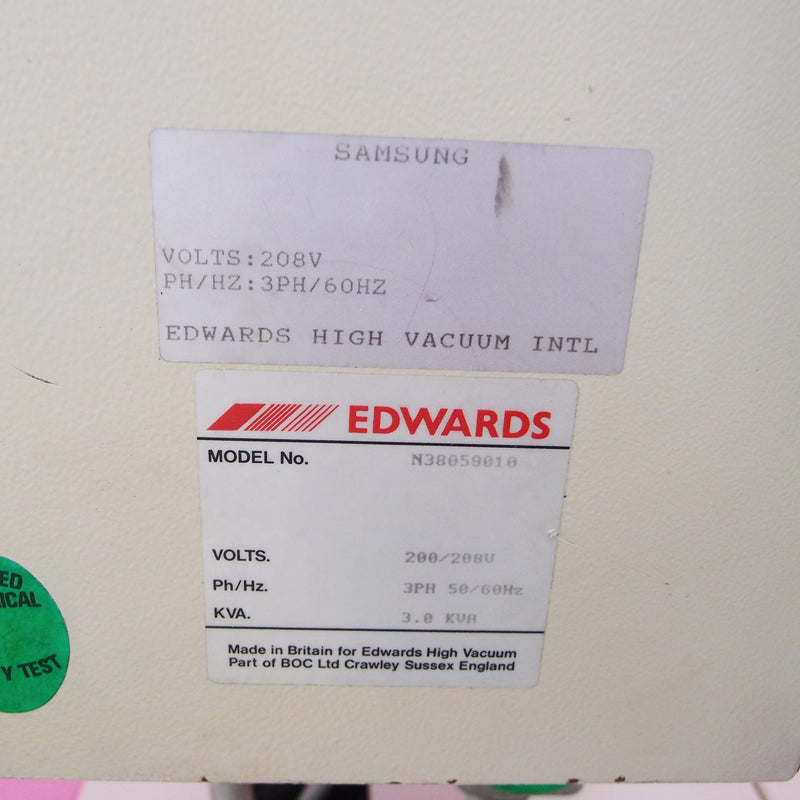 SAMSUNG
VOLTS:208V
PH/HZ:3PH/60HZ
EDWARDS HIGH VACUUM INTL
EDWARDS
MODEL No. N38059010
VOLTS. 200/208V
Ph/Hz. 3PH 50/60Hz
KVA. 3.0 KVA
Made in Britain for Edwards High Vacuum
Part of BOC Ltd Crawley Sussex England
ED
ICAL
Y TEST